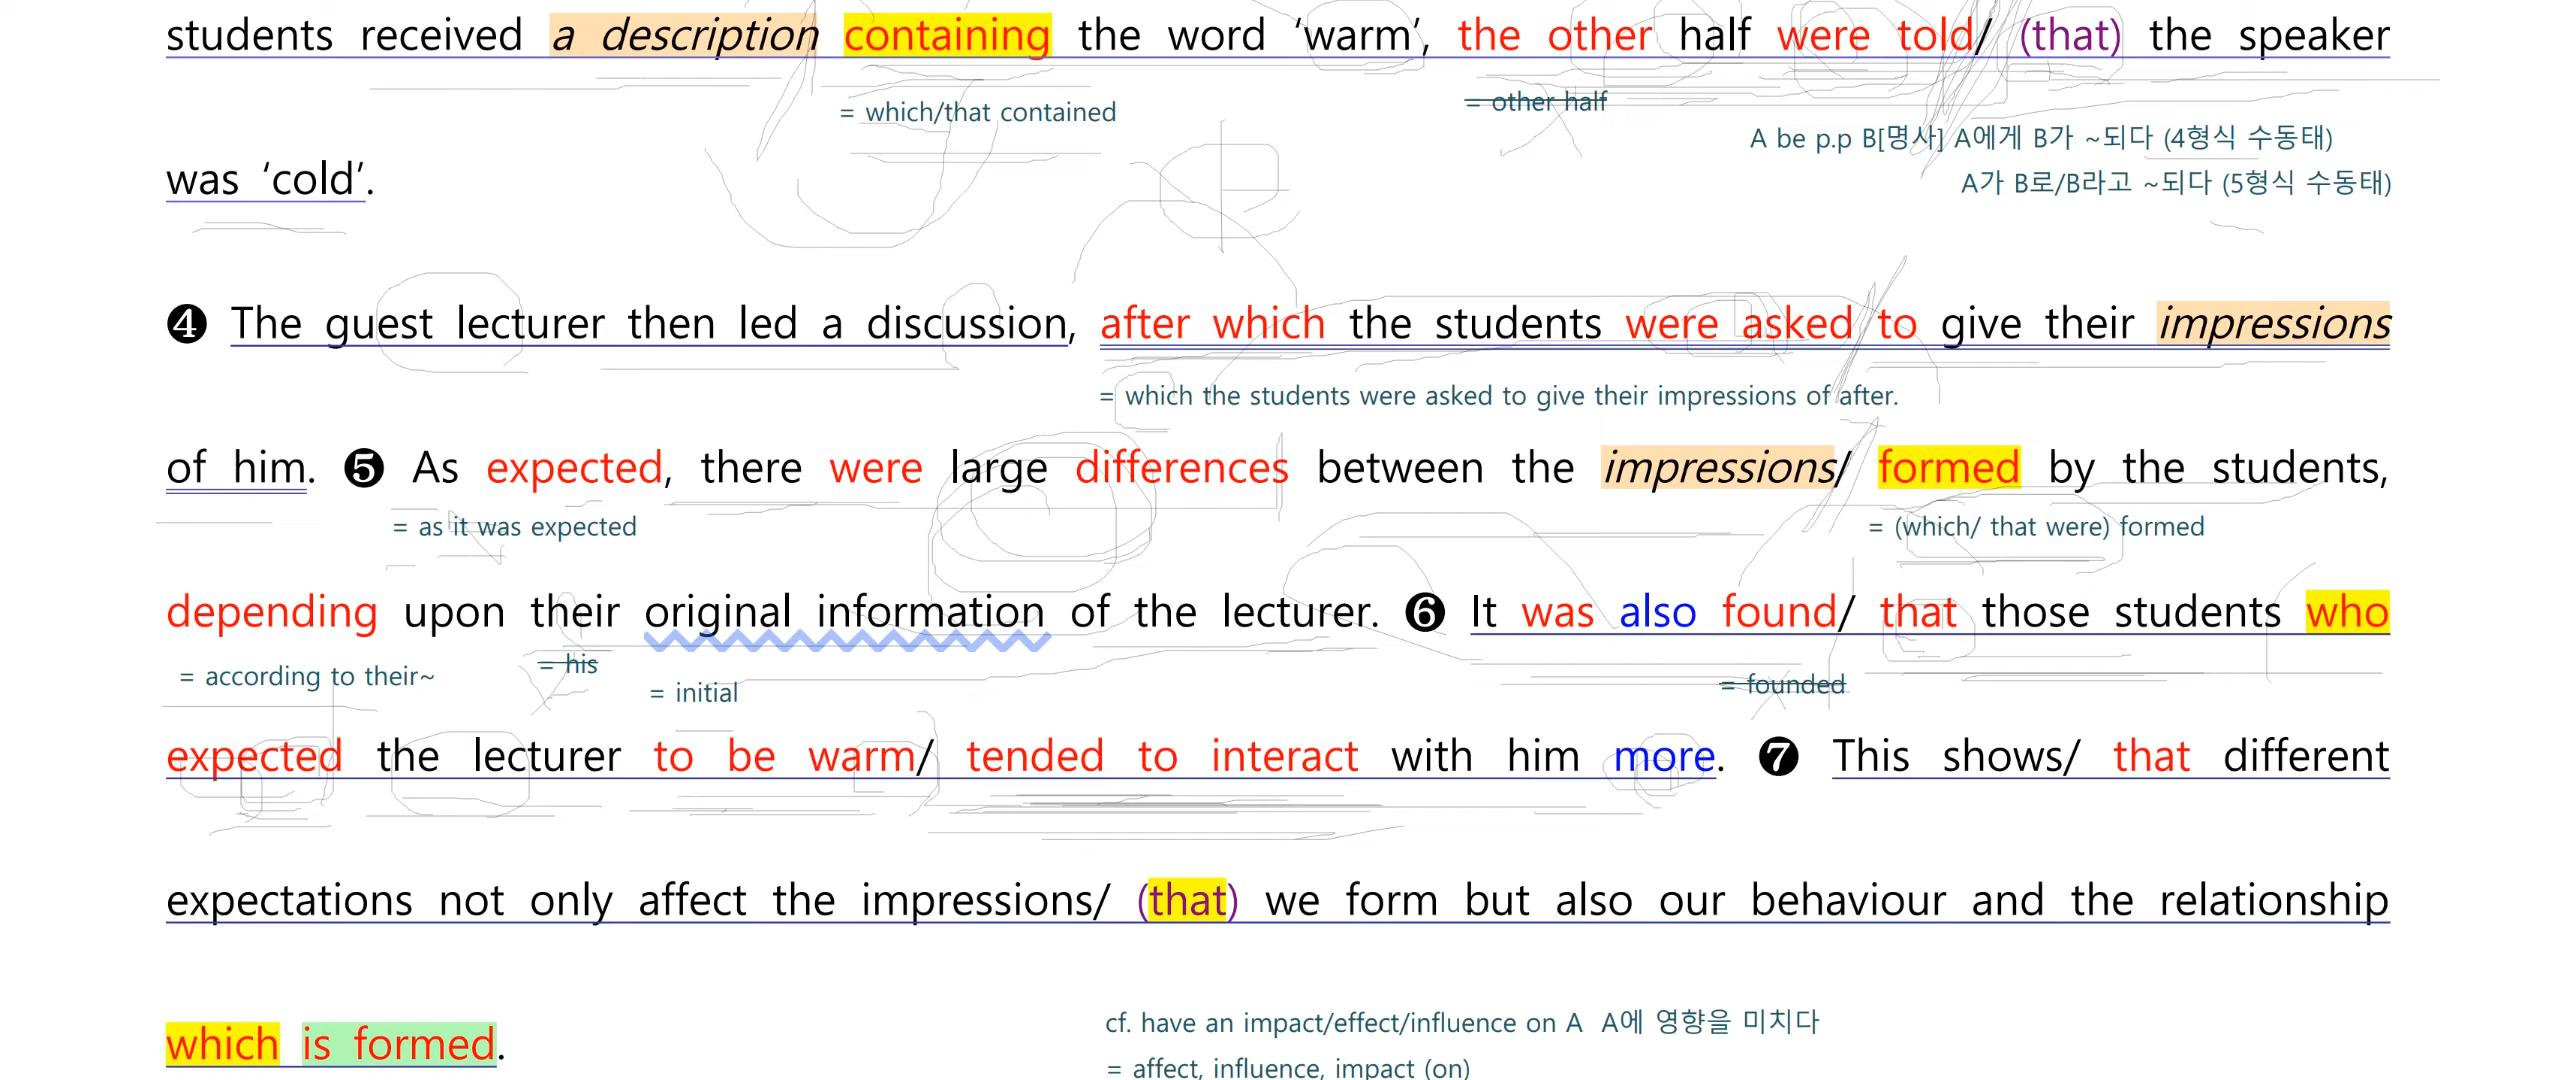 students received a description containing the word ‘warm’, the other half were told/ (that) the speaker
= which/that contained
= other half
A be p.p B[명사] A에게 B가 ~되다 (4형식 수동태)
was ‘cold’.
A가 B로/B라고 ~되다 (5형식 수동태)
❹ The guest lecturer then led a discussion, after which the students were asked to give their impressions
= which the students were asked to give their impressions of after.
of him. ❺ As expected, there were large differences between the impressions/ formed by the students,
= as it was expected
= (which/ that were) formed
depending upon their original information of the lecturer. ❻ It was also found/ that those students who
= according to their~
= his
= initial
= founded
expected the lecturer to be warm/ tended to interact with him more. ❼ This shows/ that different
expectations not only affect the impressions/ (that) we form but also our behaviour and the relationship
which is formed.
cf. have an impact/effect/influence on A A에 영향을 미치다
= affect, influence, impact (on)